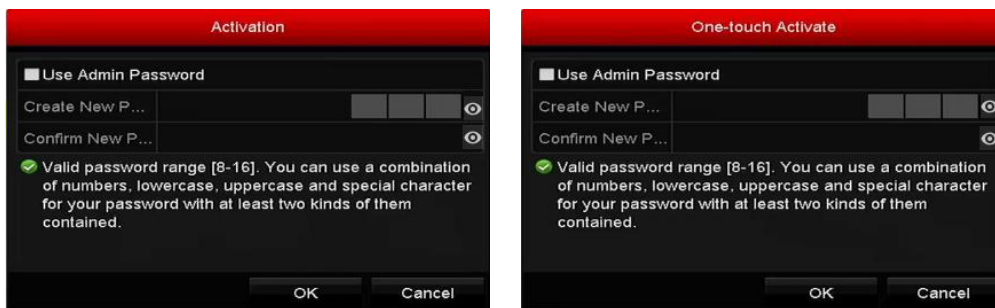 Activation
Use Admin Password
Create New P...
Confirm New P...
Valid password range [8-16]. You can use a combination
of numbers, lowercase, uppercase and special character
for your password with at least two kinds of them
contained.
OK Cancel
One-touch Activate
Use Admin Password
Create New P...
Confirm New P...
Valid password range [8-16]. You can use a combination
of numbers, lowercase, uppercase and special character
for your password with at least two kinds of them
contained.
OK Cancel